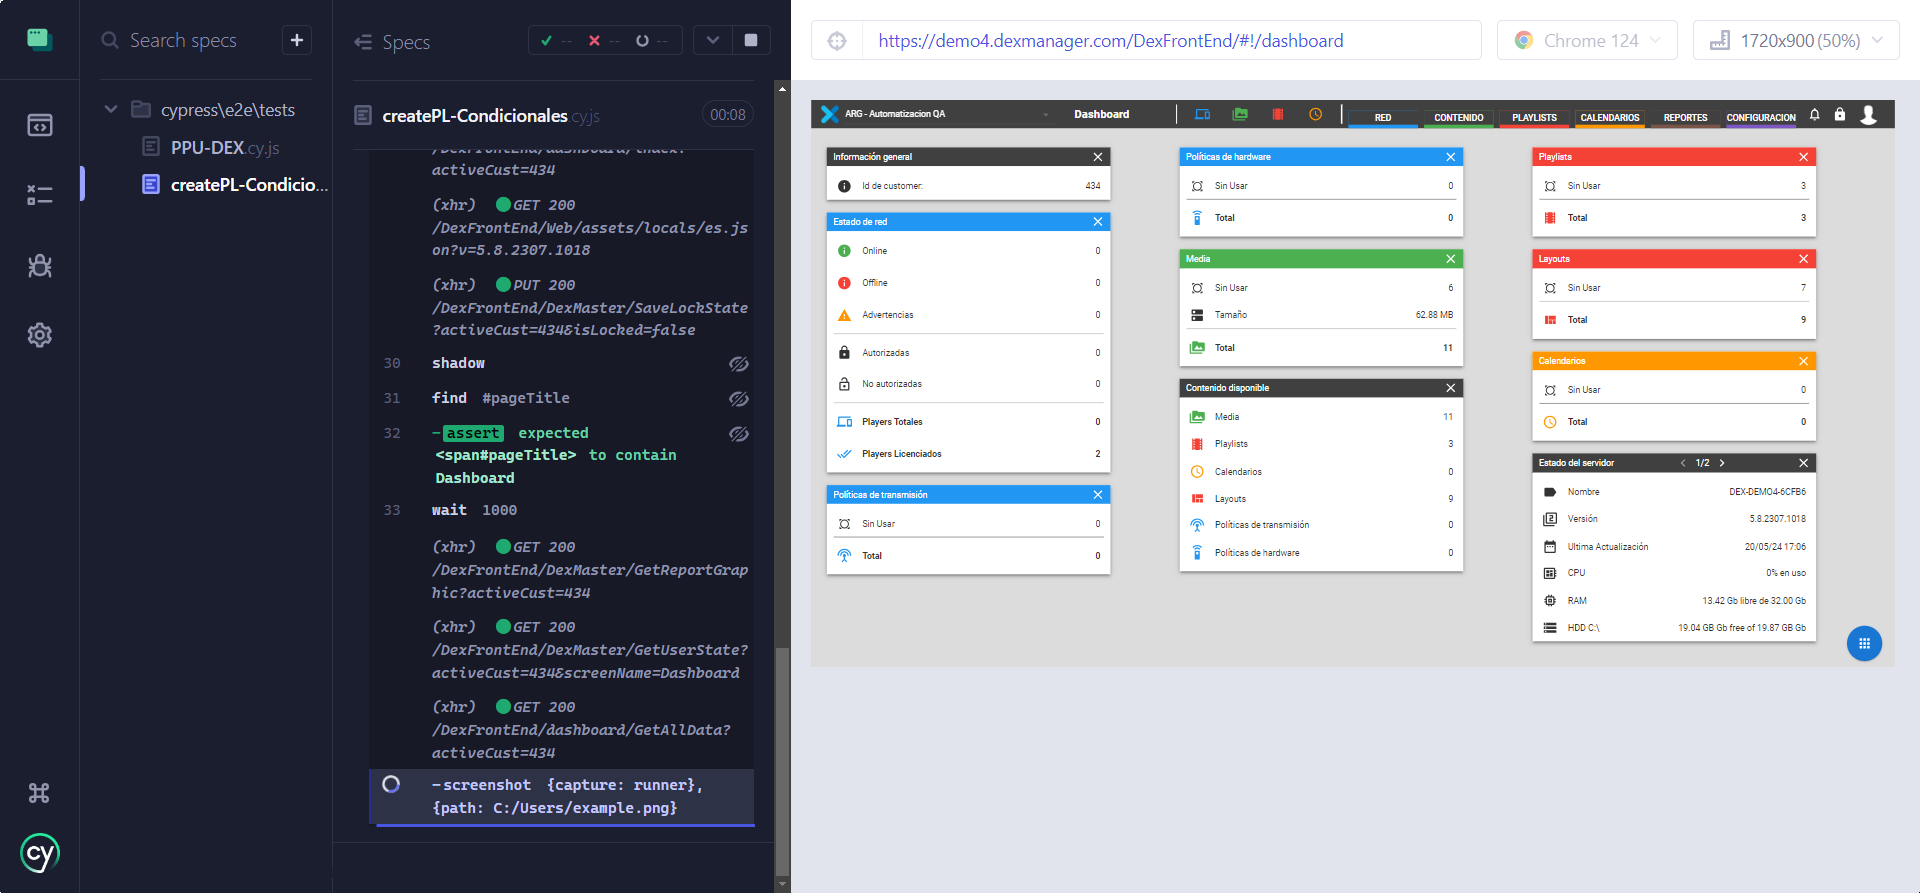 Search specs
+
cypress\e2e\tests
PPU-DEX.cy.js
createPL-Condicio...
cy
Specs
--
--
--
createPL-Condicionales.cy.js
00:08
/DexFrontEnd/dashboard/index?
activeCust=434
(xhr) GET 200
/DexFrontEnd/Web/assets/locals/es.js
on?v=5.8.2307.1018
(xhr) PUT 200
/DexFrontEnd/DexMaster/SaveLockState
?activeCust=434&isLocked=false
30 shadow
31 find #pageTitle
32 -assert expected
<span#pageTitle> to contain
Dashboard
33 wait 1000
(xhr) GET 200
/DexFrontEnd/DexMaster/GetReportGrap
hic?activeCust=434
(xhr) GET 200
/DexFrontEnd/DexMaster/GetUserState?
activeCust=434&screenName=Dashboard
(xhr) GET 200
/DexFrontEnd/dashboard/GetAllData?
activeCust=434
-screenshot {capture: runner},
{path: C:/Users/example.png}
https://demo4.dexmanager.com/DexFrontEnd/#!/dashboard
Chrome 124
1720x900 (50%)
ARG - Automatizacion QA
Dashboard
RED
CONTENIDO
PLAYLISTS
CALENDARIOS
REPORTES
CONFIGURACION
Información general
Id de customer: 434
Estado de red
Online 0
Offline 0
Advertencias 0
Autorizadas 0
No autorizadas 0
Players Totales 0
Players Licenciados 2
Políticas de transmisión
Sin Usar 0
Total 0
Políticas de hardware
Sin Usar 0
Total 0
Media
Sin Usar 6
Tamaño 62.88 MB
Total 11
Contenido disponible
Media 11
Playlists 3
Calendarios 0
Layouts 9
Políticas de transmisión 0
Políticas de hardware 0
Playlists
Sin Usar 3
Total 3
Layouts
Sin Usar 7
Total 9
Calendarios
Sin Usar 0
Total 0
Estado del servidor 1/2
Nombre DEX-DEMO4-6CFB6
Versión 5.8.2307.1018
Ultima Actualización 20/05/24 17:06
CPU 0% en uso
RAM 13.42 Gb libre de 32.00 Gb
HDD C:\ 19.04 GB Gb free of 19.87 GB Gb